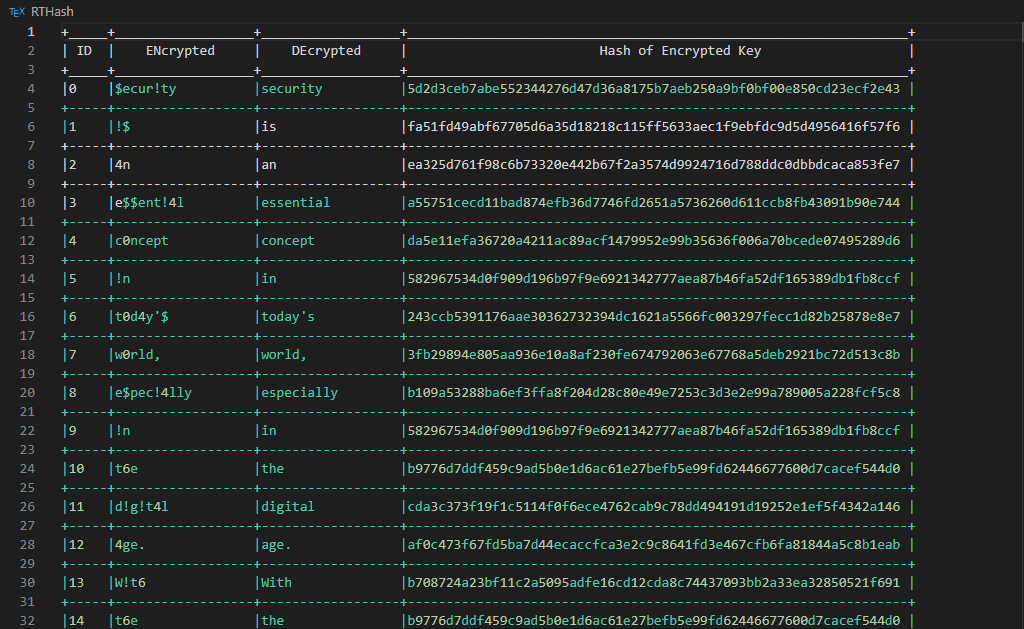 TEX RTHash
1 +_____+__________________+__________________+________________________________________________________________+
2 | ID | ENcrypted | DEcrypted | Hash of Encrypted Key |
3 +_____+__________________+__________________+________________________________________________________________+
4 |0 |$ecur!ty |security |5d2d3ceb7abe552344276d47d36a8175b7aeb250a9bf0bf00e850cd23ecf2e43 |
5 +-----+------------------+------------------+----------------------------------------------------------------+
6 |1 |!$ |is |fa51fd49abf67705d6a35d18218c115ff5633aec1f9ebfdc9d5d4956416f57f6 |
7 +-----+------------------+------------------+----------------------------------------------------------------+
8 |2 |4n |an |ea325d761f98c6b73320e442b67f2a3574d9924716d788ddc0dbbdcaca853fe7 |
9 +-----+------------------+------------------+----------------------------------------------------------------+
10 |3 |e$$ent!4l |essential |a55751cecd11bad874efb36d7746fd2651a5736260d611ccb8fb43091b90e744 |
11 +-----+------------------+------------------+----------------------------------------------------------------+
12 |4 |c0ncept |concept |da5e11efa36720a4211ac89acf1479952e99b35636f006a70bcede07495289d6 |
13 +-----+------------------+------------------+----------------------------------------------------------------+
14 |5 |!n |in |582967534d0f909d196b97f9e6921342777aea87b46fa52df165389db1fb8ccf |
15 +-----+------------------+------------------+----------------------------------------------------------------+
16 |6 |t0d4y'$ |today's |243ccb5391176aae30362732394dc1621a5566fc003297fecc1d82b25878e8e7 |
17 +-----+------------------+------------------+----------------------------------------------------------------+
18 |7 |w0rld, |world, |3fb29894e805aa936e10a8af230fe674792063e67768a5deb2921bc72d513c8b |
19 +-----+------------------+------------------+----------------------------------------------------------------+
20 |8 |e$pec!4lly |especially |b109a53288ba6ef3ffa8f204d28c80e49e7253c3d3e2e99a789005a228fcf5c8 |
21 +-----+------------------+------------------+----------------------------------------------------------------+
22 |9 |!n |in |582967534d0f909d196b97f9e6921342777aea87b46fa52df165389db1fb8ccf |
23 +-----+------------------+------------------+----------------------------------------------------------------+
24 |10 |t6e |the |b9776d7ddf459c9ad5b0e1d6ac61e27befb5e99fd62446677600d7cacef544d0 |
25 +-----+------------------+------------------+----------------------------------------------------------------+
26 |11 |d!g!t4l |digital |cda3c373f19f1c5114f0f6ece4762cab9c78dd494191d19252e1ef5f4342a146 |
27 +-----+------------------+------------------+----------------------------------------------------------------+
28 |12 |4ge. |age. |af0c473f67fd5ba7d44ecaccfca3e2c9c8641fd3e467cfb6fa81844a5c8b1eab |
29 +-----+------------------+------------------+----------------------------------------------------------------+
30 |13 |W!t6 |With |b708724a23bf11c2a5095adfe16cd12cda8c74437093bb2a33ea32850521f691 |
31 +-----+------------------+------------------+----------------------------------------------------------------+
32 |14 |t6e |the |b9776d7ddf459c9ad5b0e1d6ac61e27befb5e99fd62446677600d7cacef544d0 |